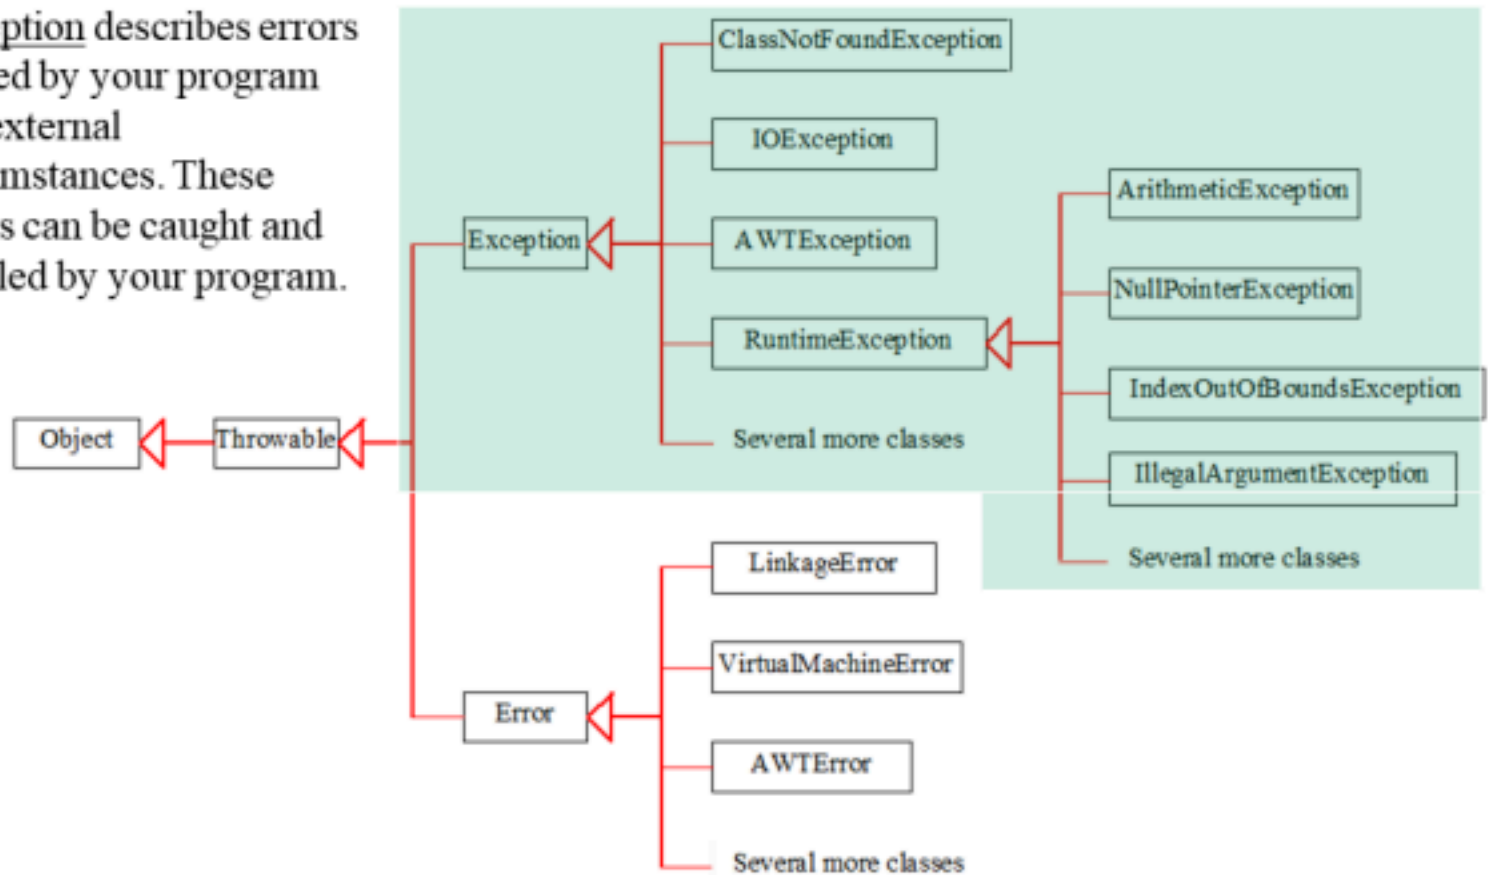 ption describes errors
ed by your program
external
mstances. These
s can be caught and
led by your program.
ClassNotFoundException
IOException
ArithmeticException
Exception
AWTException
NullPointerException
RuntimeException
IndexOutOfBoundsException
Object
Throwable
Several more classes
IllegalArgumentException
LinkageError
Several more classes
VirtualMachineError
Error
AWTError
Several more classes